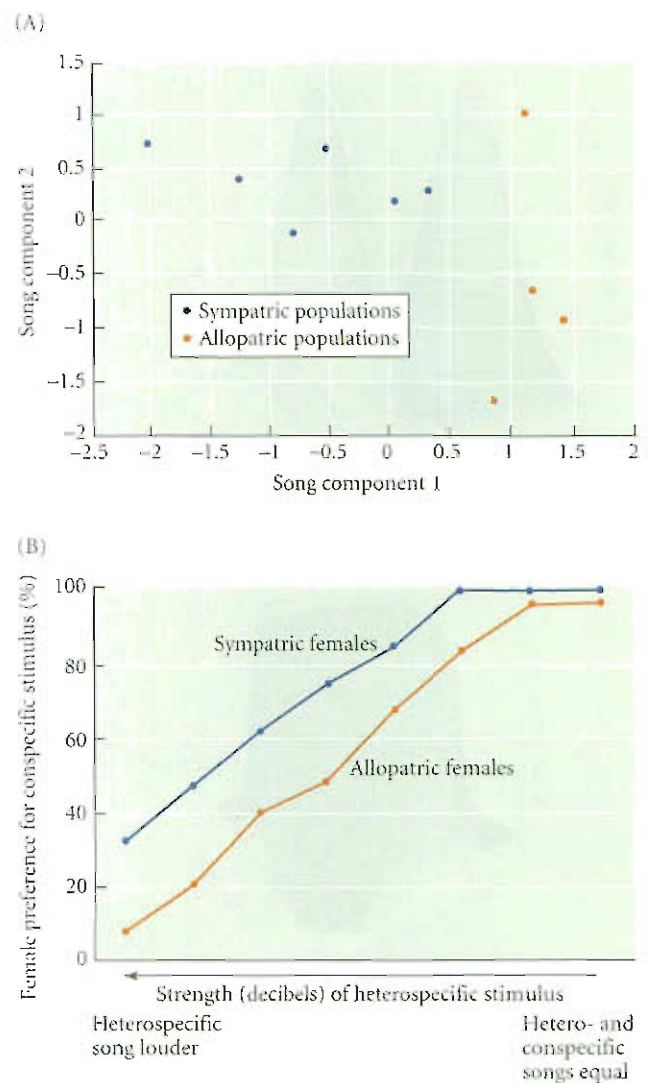 (A)
1.5
1
0.5
0
−0.5
−1
−1.5
−2
Song component 2
Sympatric populations
Allopatric populations
−2.5 −2 −1.5 −1 −0.5 0 0.5 1 1.5 2
Song component 1
(B)
100
80
60
40
20
0
Female preference for conspecific stimulus (%)
Sympatric females
Allopatric females
Strength (decibels) of heterospecific stimulus
Heterospecific
song louder
Hetero- and
conspecific
songs equal